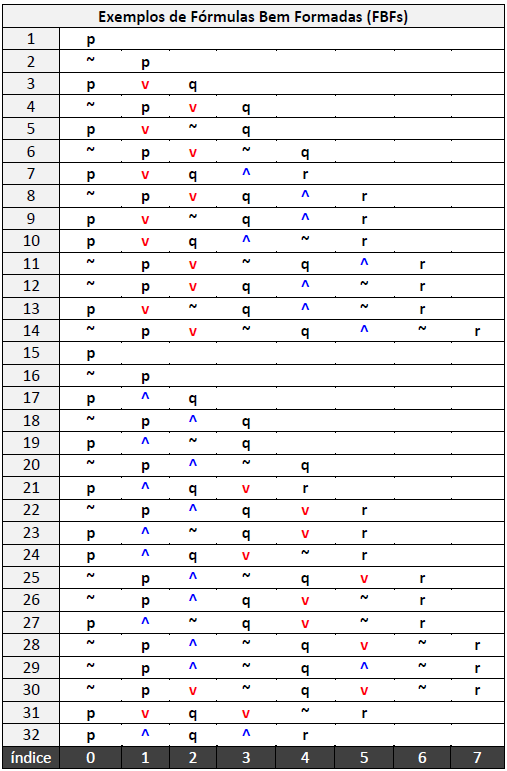 Exemplos de Fórmulas Bem Formadas (FBFs)
1 p
2 ~ p
3 p v q
4 ~ p v q
5 p v ~ q
6 ~ p v ~ q
7 p v q ^ r
8 ~ p v q ^ r
9 p v ~ q ^ r
10 p v q ^ ~ r
11 ~ p v ~ q ^ r
12 ~ p v q ^ ~ r
13 p v ~ q ^ ~ r
14 ~ p v ~ q ^ ~ r
15 p
16 ~ p
17 p ^ q
18 ~ p ^ q
19 p ^ ~ q
20 ~ p ^ ~ q
21 p ^ q v r
22 ~ p ^ q v r
23 p ^ ~ q v r
24 p ^ q v ~ r
25 ~ p ^ ~ q v r
26 ~ p ^ q v ~ r
27 p ^ ~ q v ~ r
28 ~ p ^ ~ q v ~ r
29 ~ p ^ ~ q ^ ~ r
30 ~ p v ~ q v ~ r
31 p v q v ~ r
32 p ^ q ^ r
índice 0 1 2 3 4 5 6 7